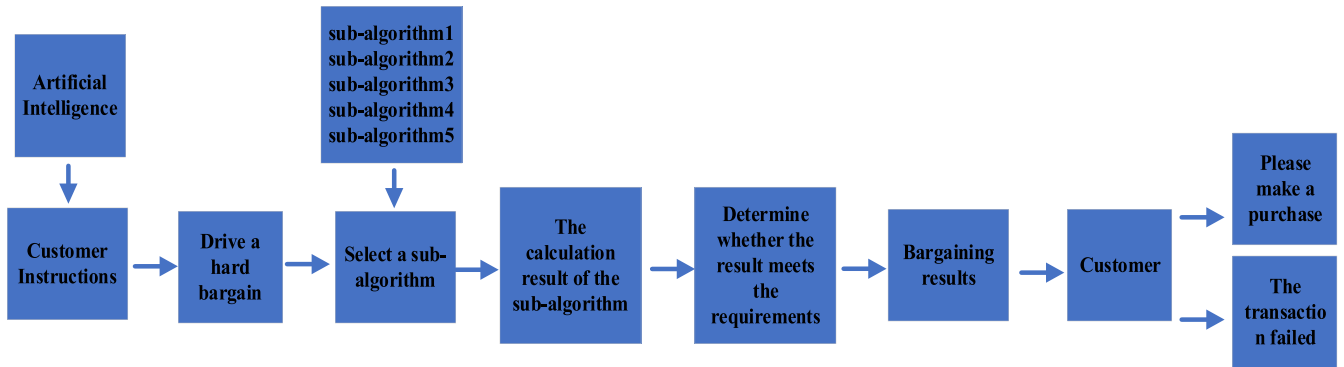 Artificial
Intelligence
sub-algorithm1
sub-algorithm2
sub-algorithm3
sub-algorithm4
sub-algorithm5
Customer
Instructions
Drive a
hard
bargain
Select a sub-
algorithm
The
calculation
result of the
sub-algorithm
Determine
whether the
result meets
the
requirements
Bargaining
results
Customer
Please
make a
purchase
The
transactio
n failed